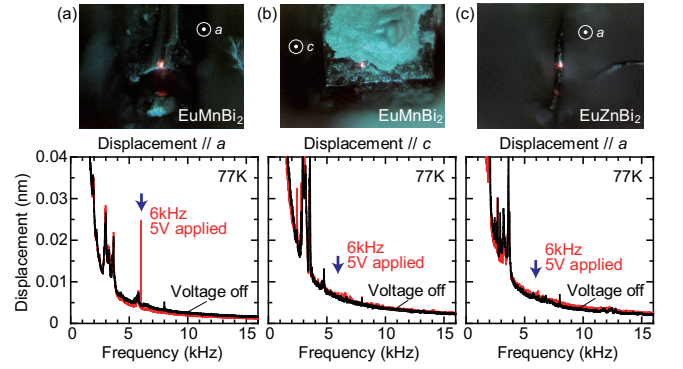 (a)
a
EuMnBi₂
(b)
c
EuMnBi₂
(c)
a
EuZnBi₂
Displacement // a
Displacement // c
Displacement // a
Displacement (nm)
0.04
0.03
0.02
0.01
0
77K
6kHz
5V applied
Voltage off
0 5 10 15
Frequency (kHz)
77K
6kHz
5V applied
Voltage off
0 5 10 15
Frequency (kHz)
77K
6kHz
5V applied
Voltage off
0 5 10 15
Frequency (kHz)